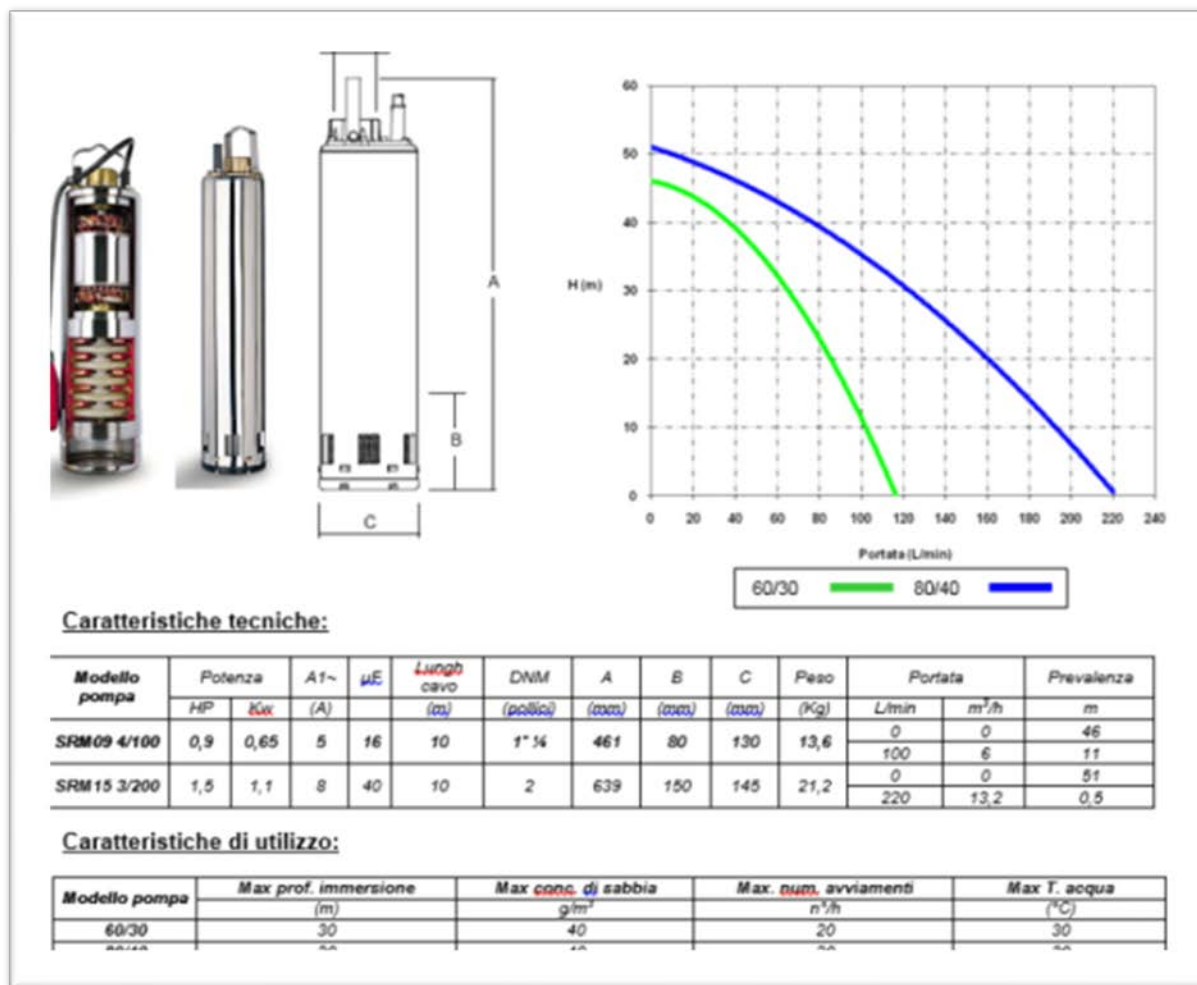 A
B
C
60
50
40
H (m)
30
20
10
0
0 20 40 60 80 100 120 140 160 180 200 220 240
Portata (L/min)
60/30 80/40
Caratteristiche tecniche:
Modello pompa Potenza A1~ µF Lungh cavo DNM A B C Peso Portata Prevalenza
HP Kw (A) (m) (pollici) (mm) (mm) (mm) (Kg) L/min m³/h m
SRM09 4/100 0,9 0,65 5 16 10 1" ¼ 461 80 130 13,6 0 0 46
100 6 11
SRM15 3/200 1,5 1,1 8 40 10 2 639 150 145 21,2 0 0 51
220 13,2 0,5
Caratteristiche di utilizzo:
Modello pompa Max prof. immersione Max conc. di sabbia Max. num. avviamenti Max T. acqua
(m) g/m³ n°/h (°C)
60/30 30 40 20 30